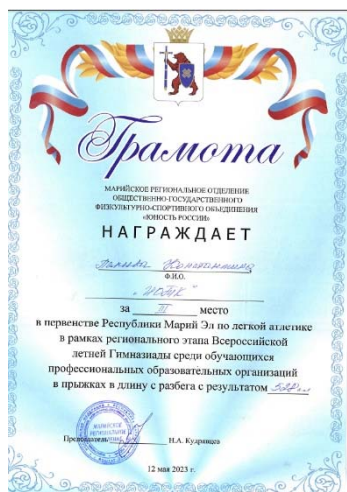 Грамота
МАРИЙСКОЕ РЕГИОНАЛЬНОЕ ОТДЕЛЕНИЕ
ОБЩЕСТВЕННО-ГОСУДАРСТВЕННОГО
ФИЗКУЛЬТУРНО-СПОРТИВНОГО ОБЪЕДИНЕНИЯ
«ЮНОСТЬ РОССИИ»
НАГРАЖДАЕТ
Ф.И.О.
за III место
в первенстве Республики Марий Эл по легкой атлетике
в рамках регионального этапа Всероссийской
летней Гимназиады среди обучающихся
профессиональных образовательных организаций
в прыжках в длину с разбега с результатом
Председатель Н.А. Кудрявцев
12 мая 2023 г.